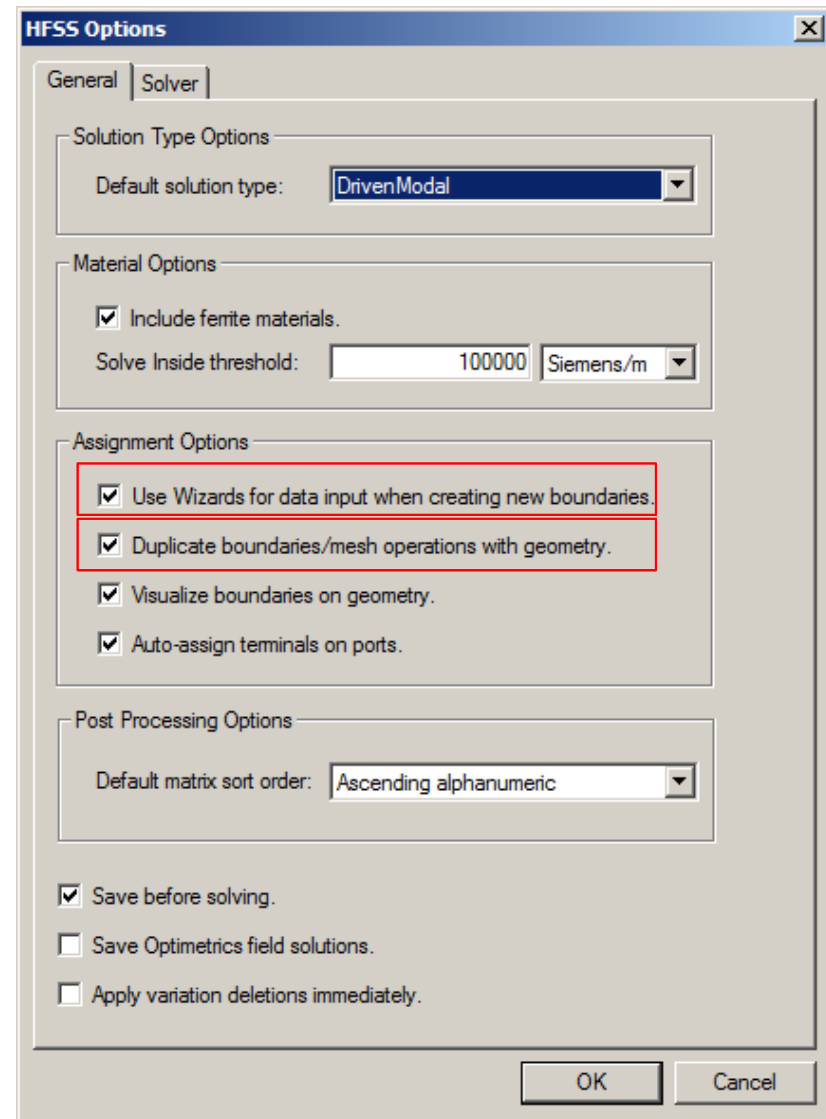 HFSS Options
General
Solver
Solution Type Options
Default solution type: DrivenModal
Material Options
Include ferrite materials.
Solve Inside threshold: 100000 Siemens/m
Assignment Options
Use Wizards for data input when creating new boundaries.
Duplicate boundaries/mesh operations with geometry.
Visualize boundaries on geometry.
Auto-assign terminals on ports.
Post Processing Options
Default matrix sort order: Ascending alphanumeric
Save before solving.
Save Optimetrics field solutions.
Apply variation deletions immediately.
OK Cancel